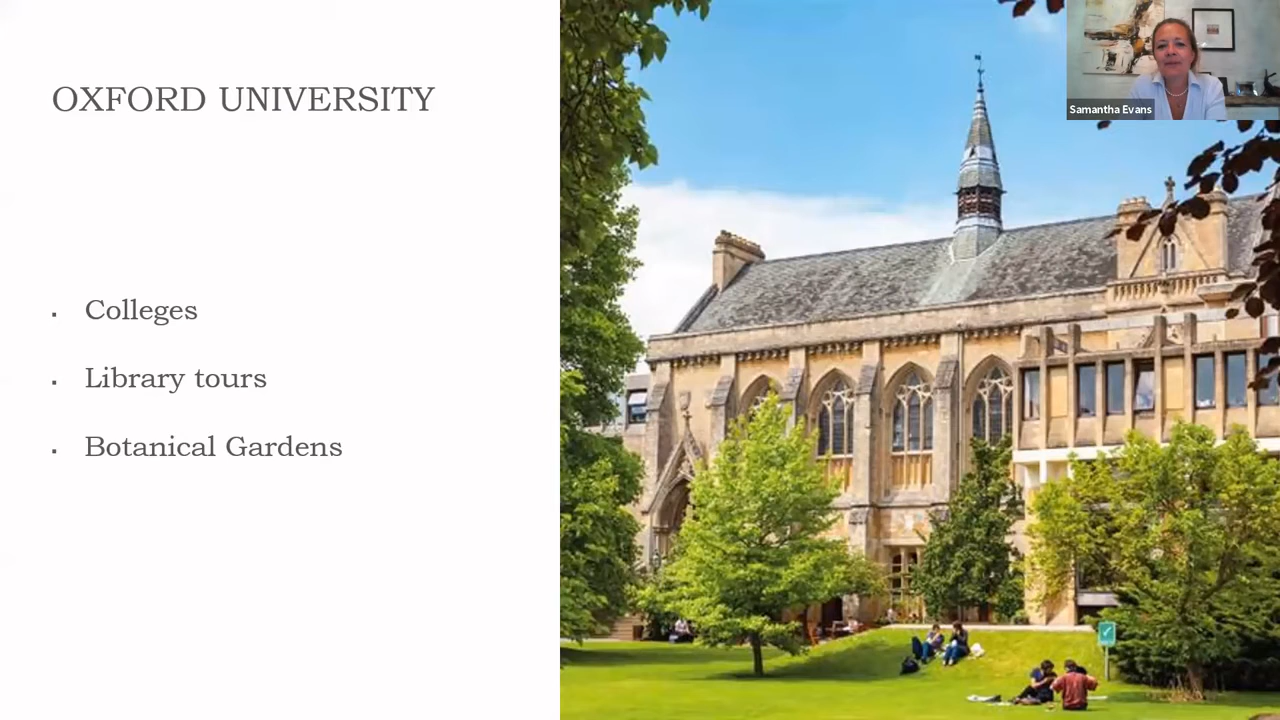 OXFORD UNIVERSITY
Samantha Evans
Colleges
Library tours
Botanical Gardens